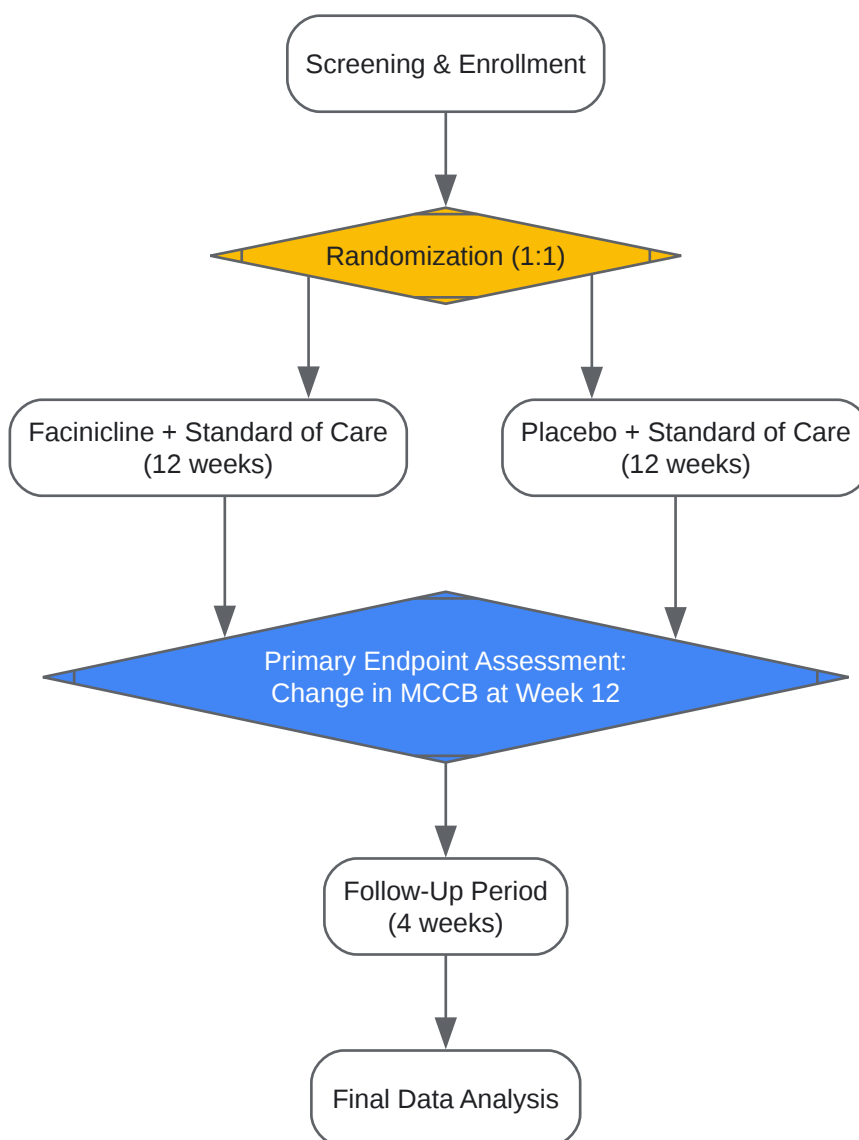 Screening & Enrollment
Randomization (1:1)
Facinicline + Standard of Care
(12 weeks)
Placebo + Standard of Care
(12 weeks)
Primary Endpoint Assessment:
Change in MCCB at Week 12
Follow-Up Period
(4 weeks)
Final Data Analysis